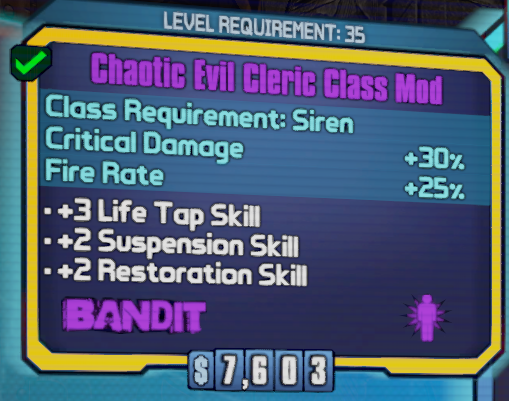 LEVEL REQUIREMENT: 35
Chaotic Evil Cleric Class Mod
Class Requirement: Siren
Critical Damage +30%
Fire Rate +25%
• +3 Life Tap Skill
• +2 Suspension Skill
• +2 Restoration Skill
BANDIT
$ 7,603